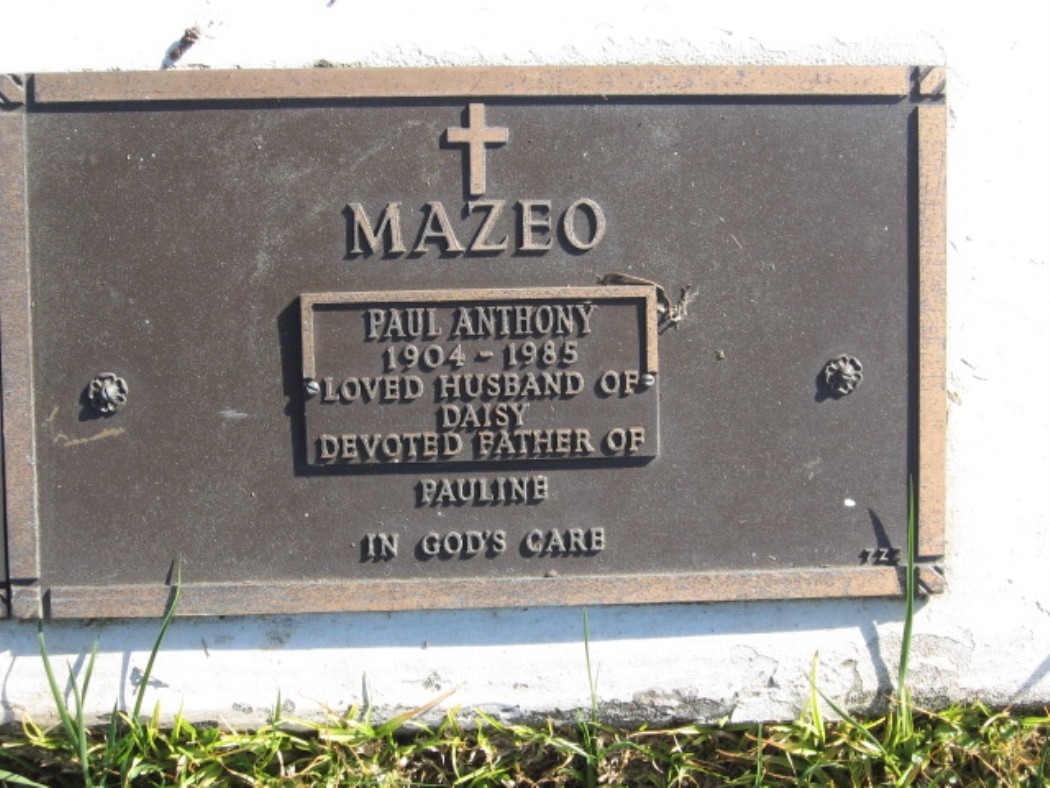 MAZEO
PAUL ANTHONY
1904 - 1985
LOVED HUSBAND OF
DAISY
DEVOTED FATHER OF
PAULINE
IN GOD'S CARE